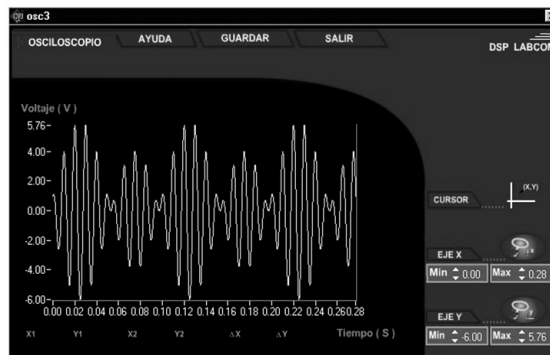 osc3
OSCILOSCOPIO AYUDA GUARDAR SALIR
DSP LABCOM
Voltaje ( V )
5.76
4.00
2.00
0.00
-2.00
-4.00
-6.00
0.00 0.02 0.04 0.06 0.08 0.10 0.12 0.14 0.16 0.18 0.20 0.22 0.24 0.26 0.28
X1 Y1 X2 Y2 ΔX ΔY Tiempo ( S )
(X,Y)
CURSOR
EJE X
Min 0.00 Max 0.28
EJE Y
Min -6.00 Max 5.76